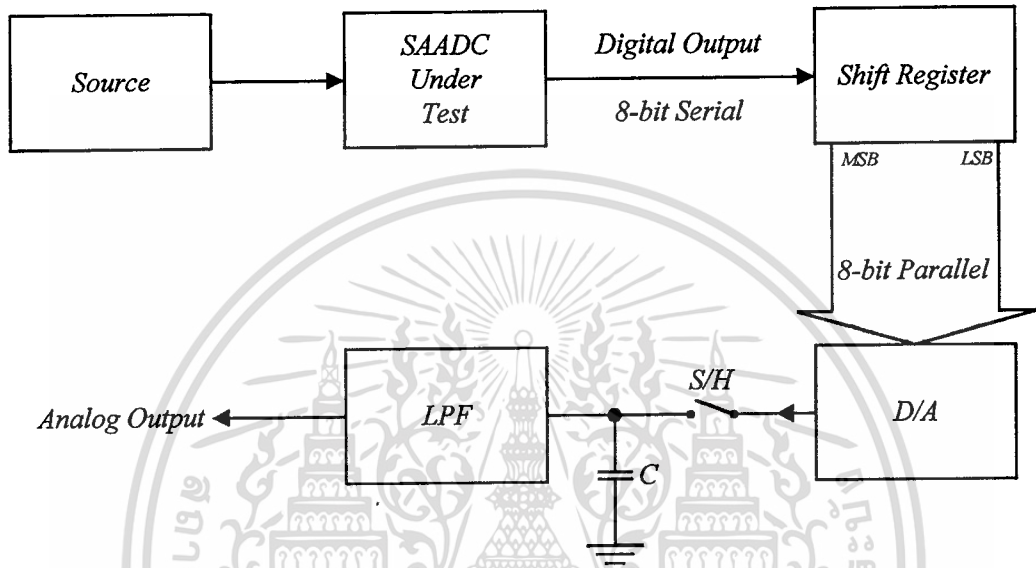 Source
SAADC
Under
Test
Digital Output
8-bit Serial
Shift Register
MSB
LSB
8-bit Parallel
D/A
S/H
C
LPF
Analog Output